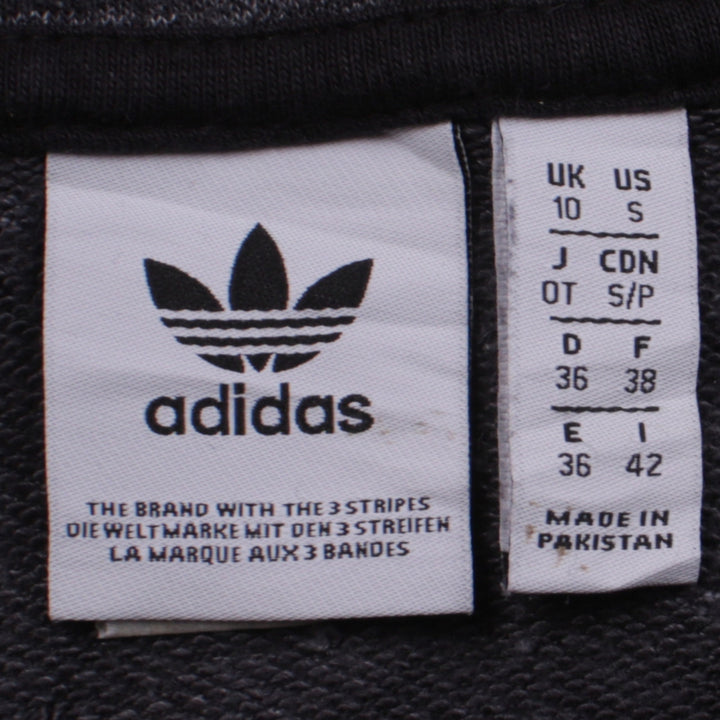 adidas
THE BRAND WITH THE 3 STRIPES
DIE WELTMARKE MIT DEN 3 STREIFEN
LA MARQUE AUX 3 BANDES
UK US
10 S
J CDN
OT S/P
D F
36 38
E I
36 42
MADE IN
PAKISTAN